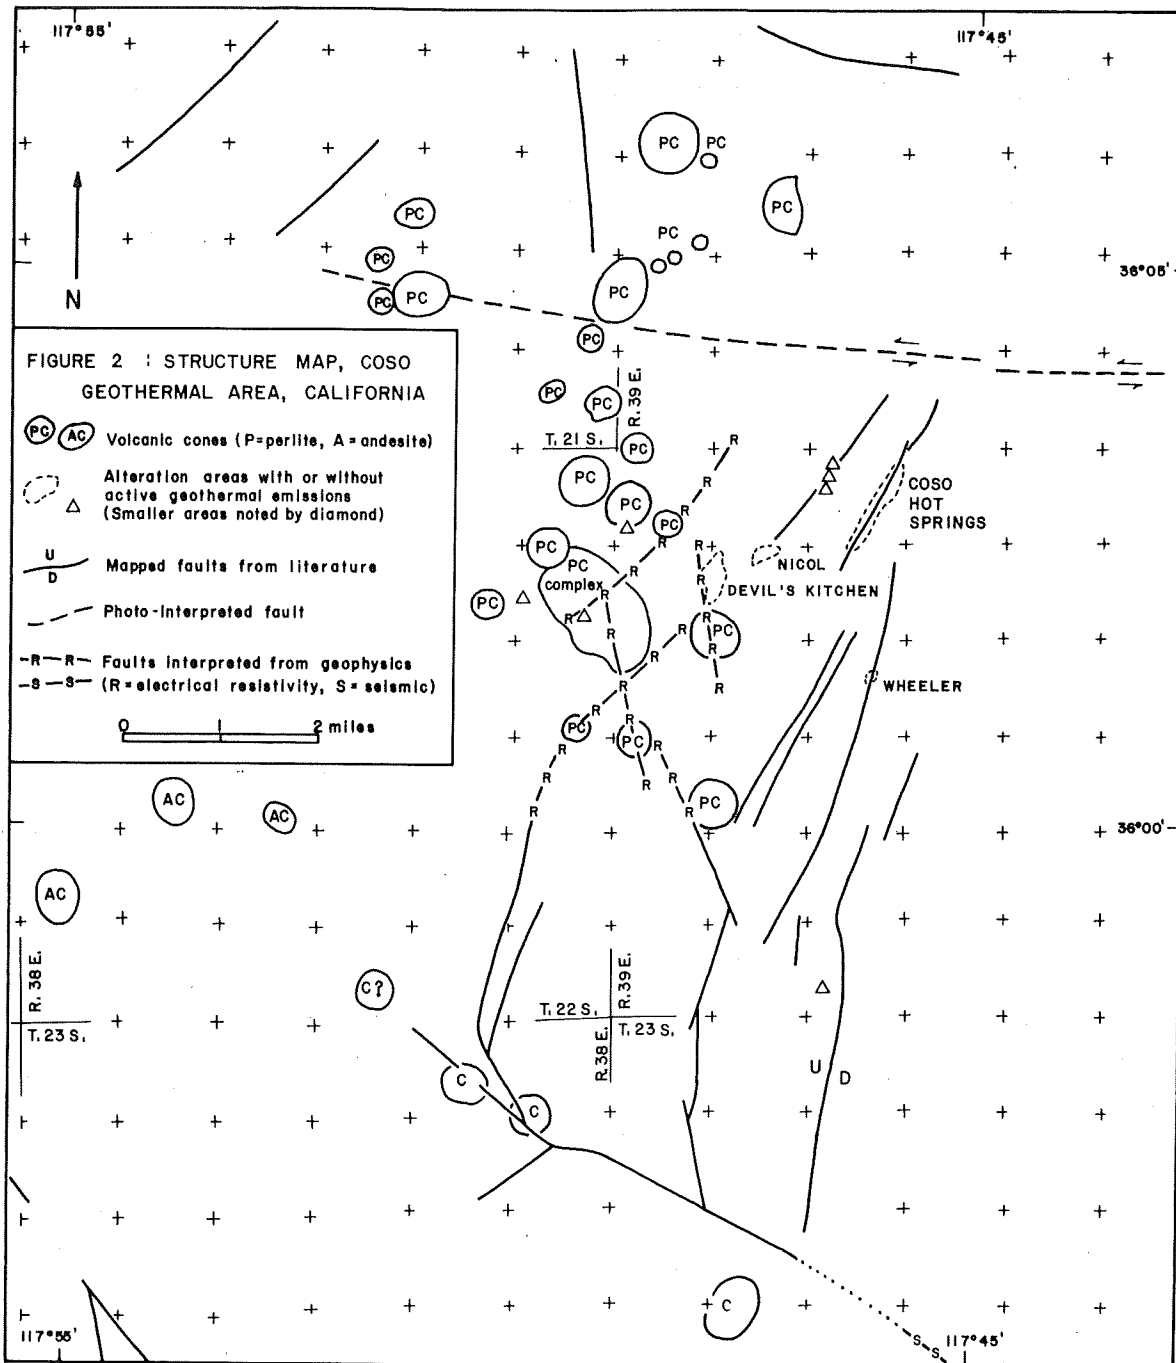 117°55'
117°45'
PC
PC
PC
PC
PC
PC
PC
PC
PC
36°05'
N
PC
FIGURE 2 : STRUCTURE MAP, COSO
GEOTHERMAL AREA, CALIFORNIA
PC AC Volcanic cones (P=perlite, A=andesite)
Alteration areas with or without
active geothermal emissions
(Smaller areas noted by diamond)
U
D
Mapped faults from literature
Photo-interpreted fault
-R—R- Faults interpreted from geophysics
-S—S- (R=electrical resistivity, S=seismic)
0 1 2 miles
PC
PC
R. 39 E.
T. 21 S.
PC
R
PC
R
PC
R
PC
R
COSO
HOT
SPRINGS
PC
PC
complex
R
R
R
R
NICOL
DEVIL'S KITCHEN
PC
R
R
R
R
R
PC
R
R
R
R
WHEELER
PC
R
R
R
PC
R
R
R
R
R
R
R
PC
AC
AC
36°00'
AC
R. 38 E.
T. 23 S.
C?
T. 22 S.
R. 39 E.
R. 38 E.
T. 23 S.
C
C
U
D
C
S
S
117°55'
117°45'